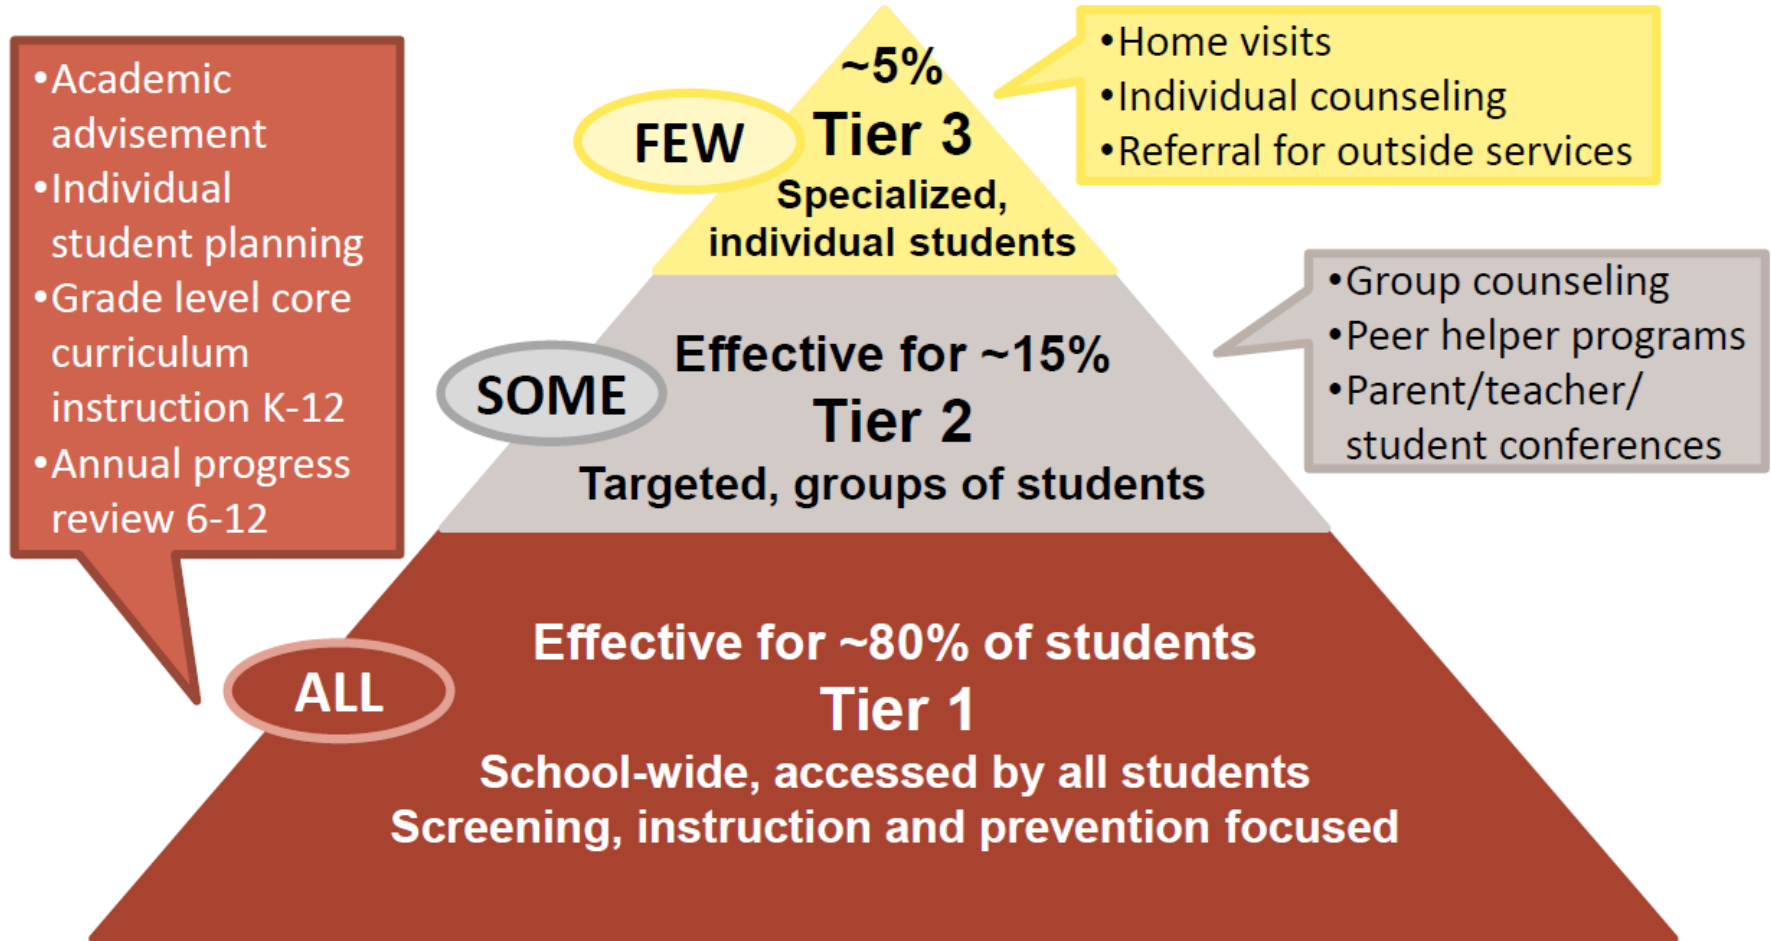 •Academic
advisement
•Individual
student planning
•Grade level core
curriculum
instruction K-12
•Annual progress
review 6-12
~5%
FEW
Tier 3
Specialized,
individual students
•Home visits
•Individual counseling
•Referral for outside services
Effective for ~15%
SOME
Tier 2
Targeted, groups of students
•Group counseling
•Peer helper programs
•Parent/teacher/
student conferences
Effective for ~80% of students
ALL
Tier 1
School-wide, accessed by all students
Screening, instruction and prevention focused